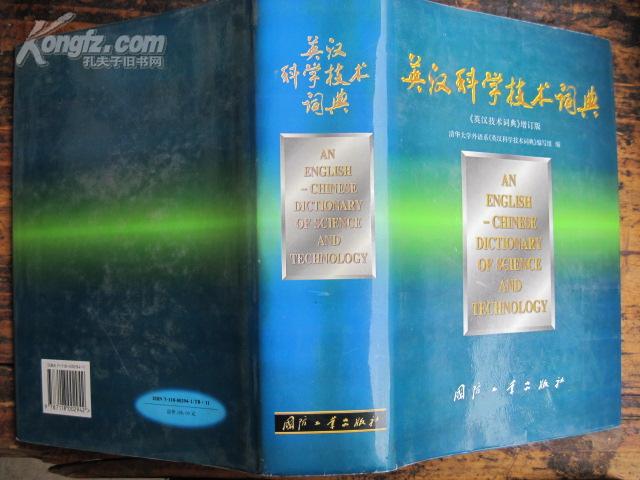 Kongfz.com
孔夫子旧书网
英汉
科学技术
词典
AN
ENGLISH
– CHINESE
DICTIONARY
OF SCIENCE
AND
TECHNOLOGY
国防工业出版社
英汉科学技术词典
《英汉技术词典》增订版
清华大学外语系《英汉科学技术词典》编写组 编
AN
ENGLISH
– CHINESE
DICTIONARY
OF SCIENCE
AND
TECHNOLOGY
国防工业出版社